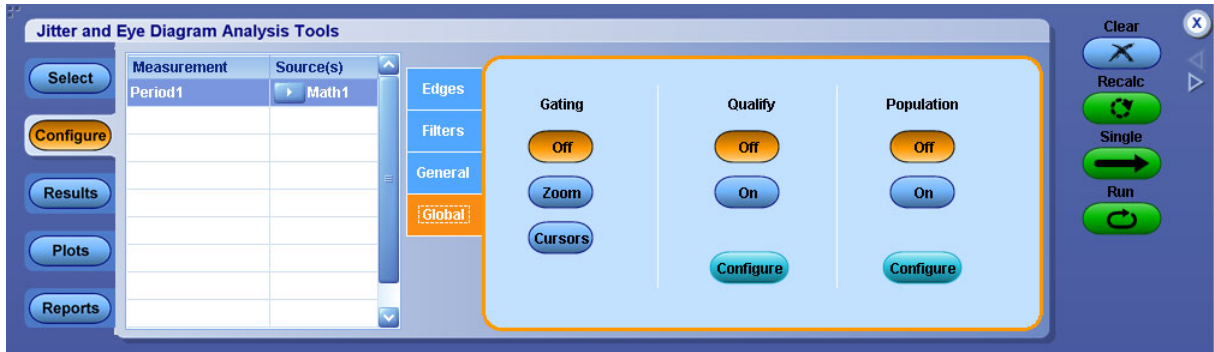 Jitter and Eye Diagram Analysis Tools
Select
Configure
Results
Plots
Reports
Measurement Source(s)
Period1 Math1
Edges
Filters
General
Global
Gating
Off
Zoom
Cursors
Qualify
Off
On
Configure
Population
Off
On
Configure
Clear
Recalc
Single
Run